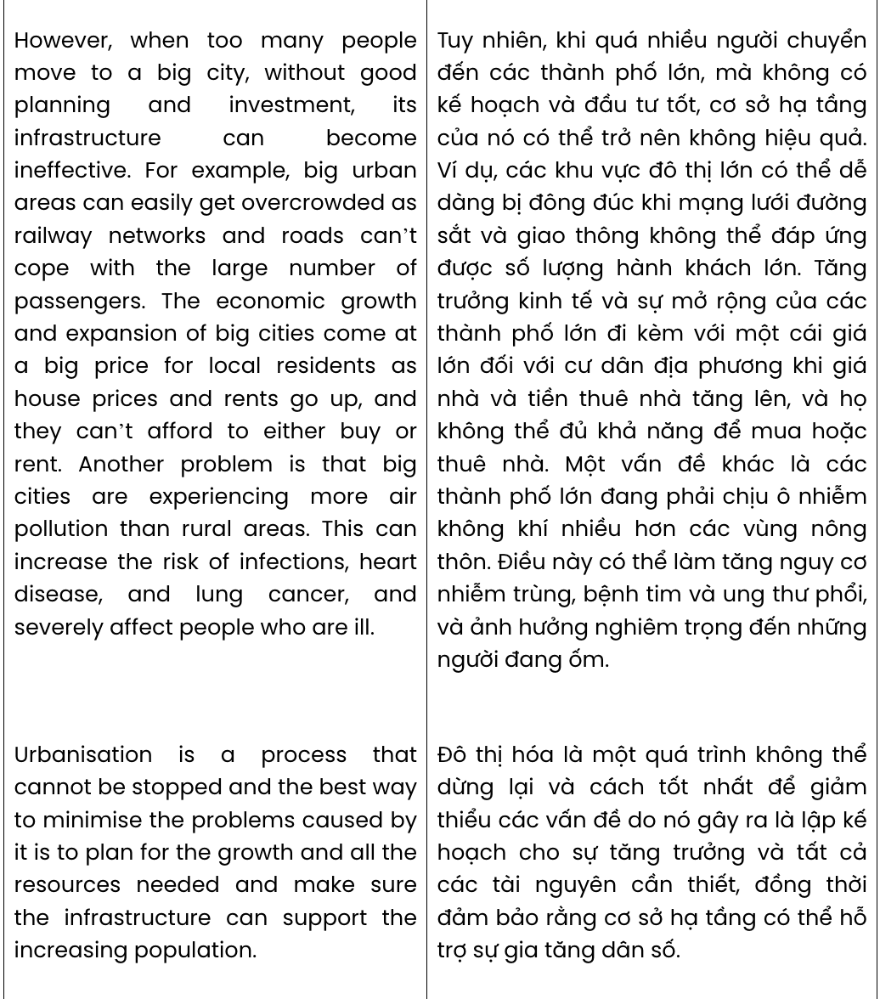 However, when too many people
move to a big city, without good
planning and investment, its
infrastructure can become
ineffective. For example, big urban
areas can easily get overcrowded as
railway networks and roads can’t
cope with the large number of
passengers. The economic growth
and expansion of big cities come at
a big price for local residents as
house prices and rents go up, and
they can’t afford to either buy or
rent. Another problem is that big
cities are experiencing more air
pollution than rural areas. This can
increase the risk of infections, heart
disease, and lung cancer, and
severely affect people who are ill.
Tuy nhiên, khi quá nhiều người chuyển
đến các thành phố lớn, mà không có
kế hoạch và đầu tư tốt, cơ sở hạ tầng
của nó có thể trở nên không hiệu quả.
Ví dụ, các khu vực đô thị lớn có thể dễ
dàng bị đông đúc khi mạng lưới đường
sắt và giao thông không thể đáp ứng
được số lượng hành khách lớn. Tăng
trưởng kinh tế và sự mở rộng của các
thành phố lớn đi kèm với một cái giá
lớn đối với cư dân địa phương khi giá
nhà và tiền thuê nhà tăng lên, và họ
không thể đủ khả năng để mua hoặc
thuê nhà. Một vấn đề khác là các
thành phố lớn đang phải chịu ô nhiễm
không khí nhiều hơn các vùng nông
thôn. Điều này có thể làm tăng nguy cơ
nhiễm trùng, bệnh tim và ung thư phổi,
và ảnh hưởng nghiêm trọng đến những
người đang ốm.
Urbanisation is a process that
cannot be stopped and the best way
to minimise the problems caused by
it is to plan for the growth and all the
resources needed and make sure
the infrastructure can support the
increasing population.
Đô thị hóa là một quá trình không thể
dừng lại và cách tốt nhất để giảm
thiểu các vấn đề do nó gây ra là lập kế
hoạch cho sự tăng trưởng và tất cả
các tài nguyên cần thiết, đồng thời
đảm bảo rằng cơ sở hạ tầng có thể hỗ
trợ sự gia tăng dân số.